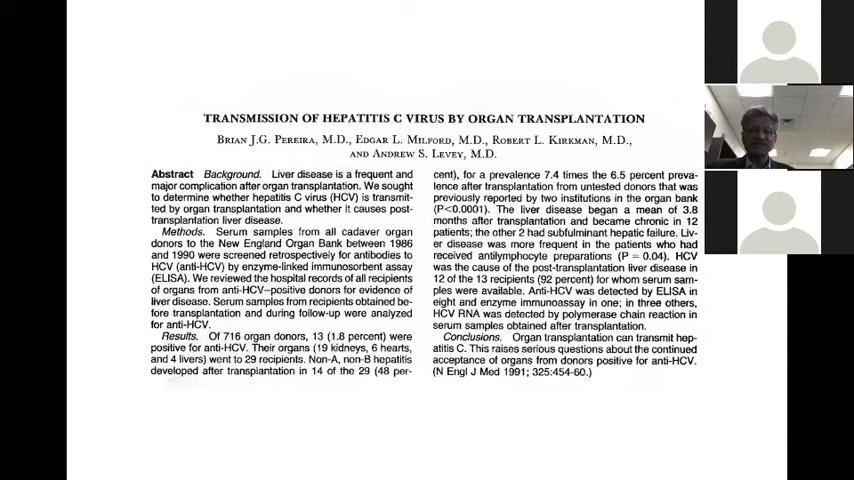 TRANSMISSION OF HEPATITIS C VIRUS BY ORGAN TRANSPLANTATION
BRIAN J.G. PEREIRA, M.D., EDGAR L. MILFORD, M.D., ROBERT L. KIRKMAN, M.D.,
AND ANDREW S. LEVEY, M.D.
Abstract Background. Liver disease is a frequent and
major complication after organ transplantation. We sought
to determine whether hepatitis C virus (HCV) is transmit-
ted by organ transplantation and whether it causes post-
transplantation liver disease.
Methods. Serum samples from all cadaver organ
donors to the New England Organ Bank between 1986
and 1990 were screened retrospectively for antibodies to
HCV (anti-HCV) by enzyme-linked immunosorbent assay
(ELISA). We reviewed the hospital records of all recipients
of organs from anti-HCV–positive donors for evidence of
liver disease. Serum samples from recipients obtained be-
fore transplantation and during follow-up were analyzed
for anti-HCV.
Results. Of 716 organ donors, 13 (1.8 percent) were
positive for anti-HCV. Their organs (19 kidneys, 6 hearts,
and 4 livers) went to 29 recipients. Non-A, non-B hepatitis
developed after transplantation in 14 of the 29 (48 per-
cent), for a prevalence 7.4 times the 6.5 percent preva-
lence after transplantation from untested donors that was
previously reported by two institutions in the organ bank
(P<0.0001). The liver disease began a mean of 3.8
months after transplantation and became chronic in 12
patients; the other 2 had subfulminant hepatic failure. Liv-
er disease was more frequent in the patients who had
received antilymphocyte preparations (P = 0.04). HCV
was the cause of the post-transplantation liver disease in
12 of the 13 recipients (92 percent) for whom serum sam-
ples were available. Anti-HCV was detected by ELISA in
eight and enzyme immunoassay in one; in three others,
HCV RNA was detected by polymerase chain reaction in
serum samples obtained after transplantation.
Conclusions. Organ transplantation can transmit hep-
atitis C. This raises serious questions about the continued
acceptance of organs from donors positive for anti-HCV.
(N Engl J Med 1991; 325:454-60.)